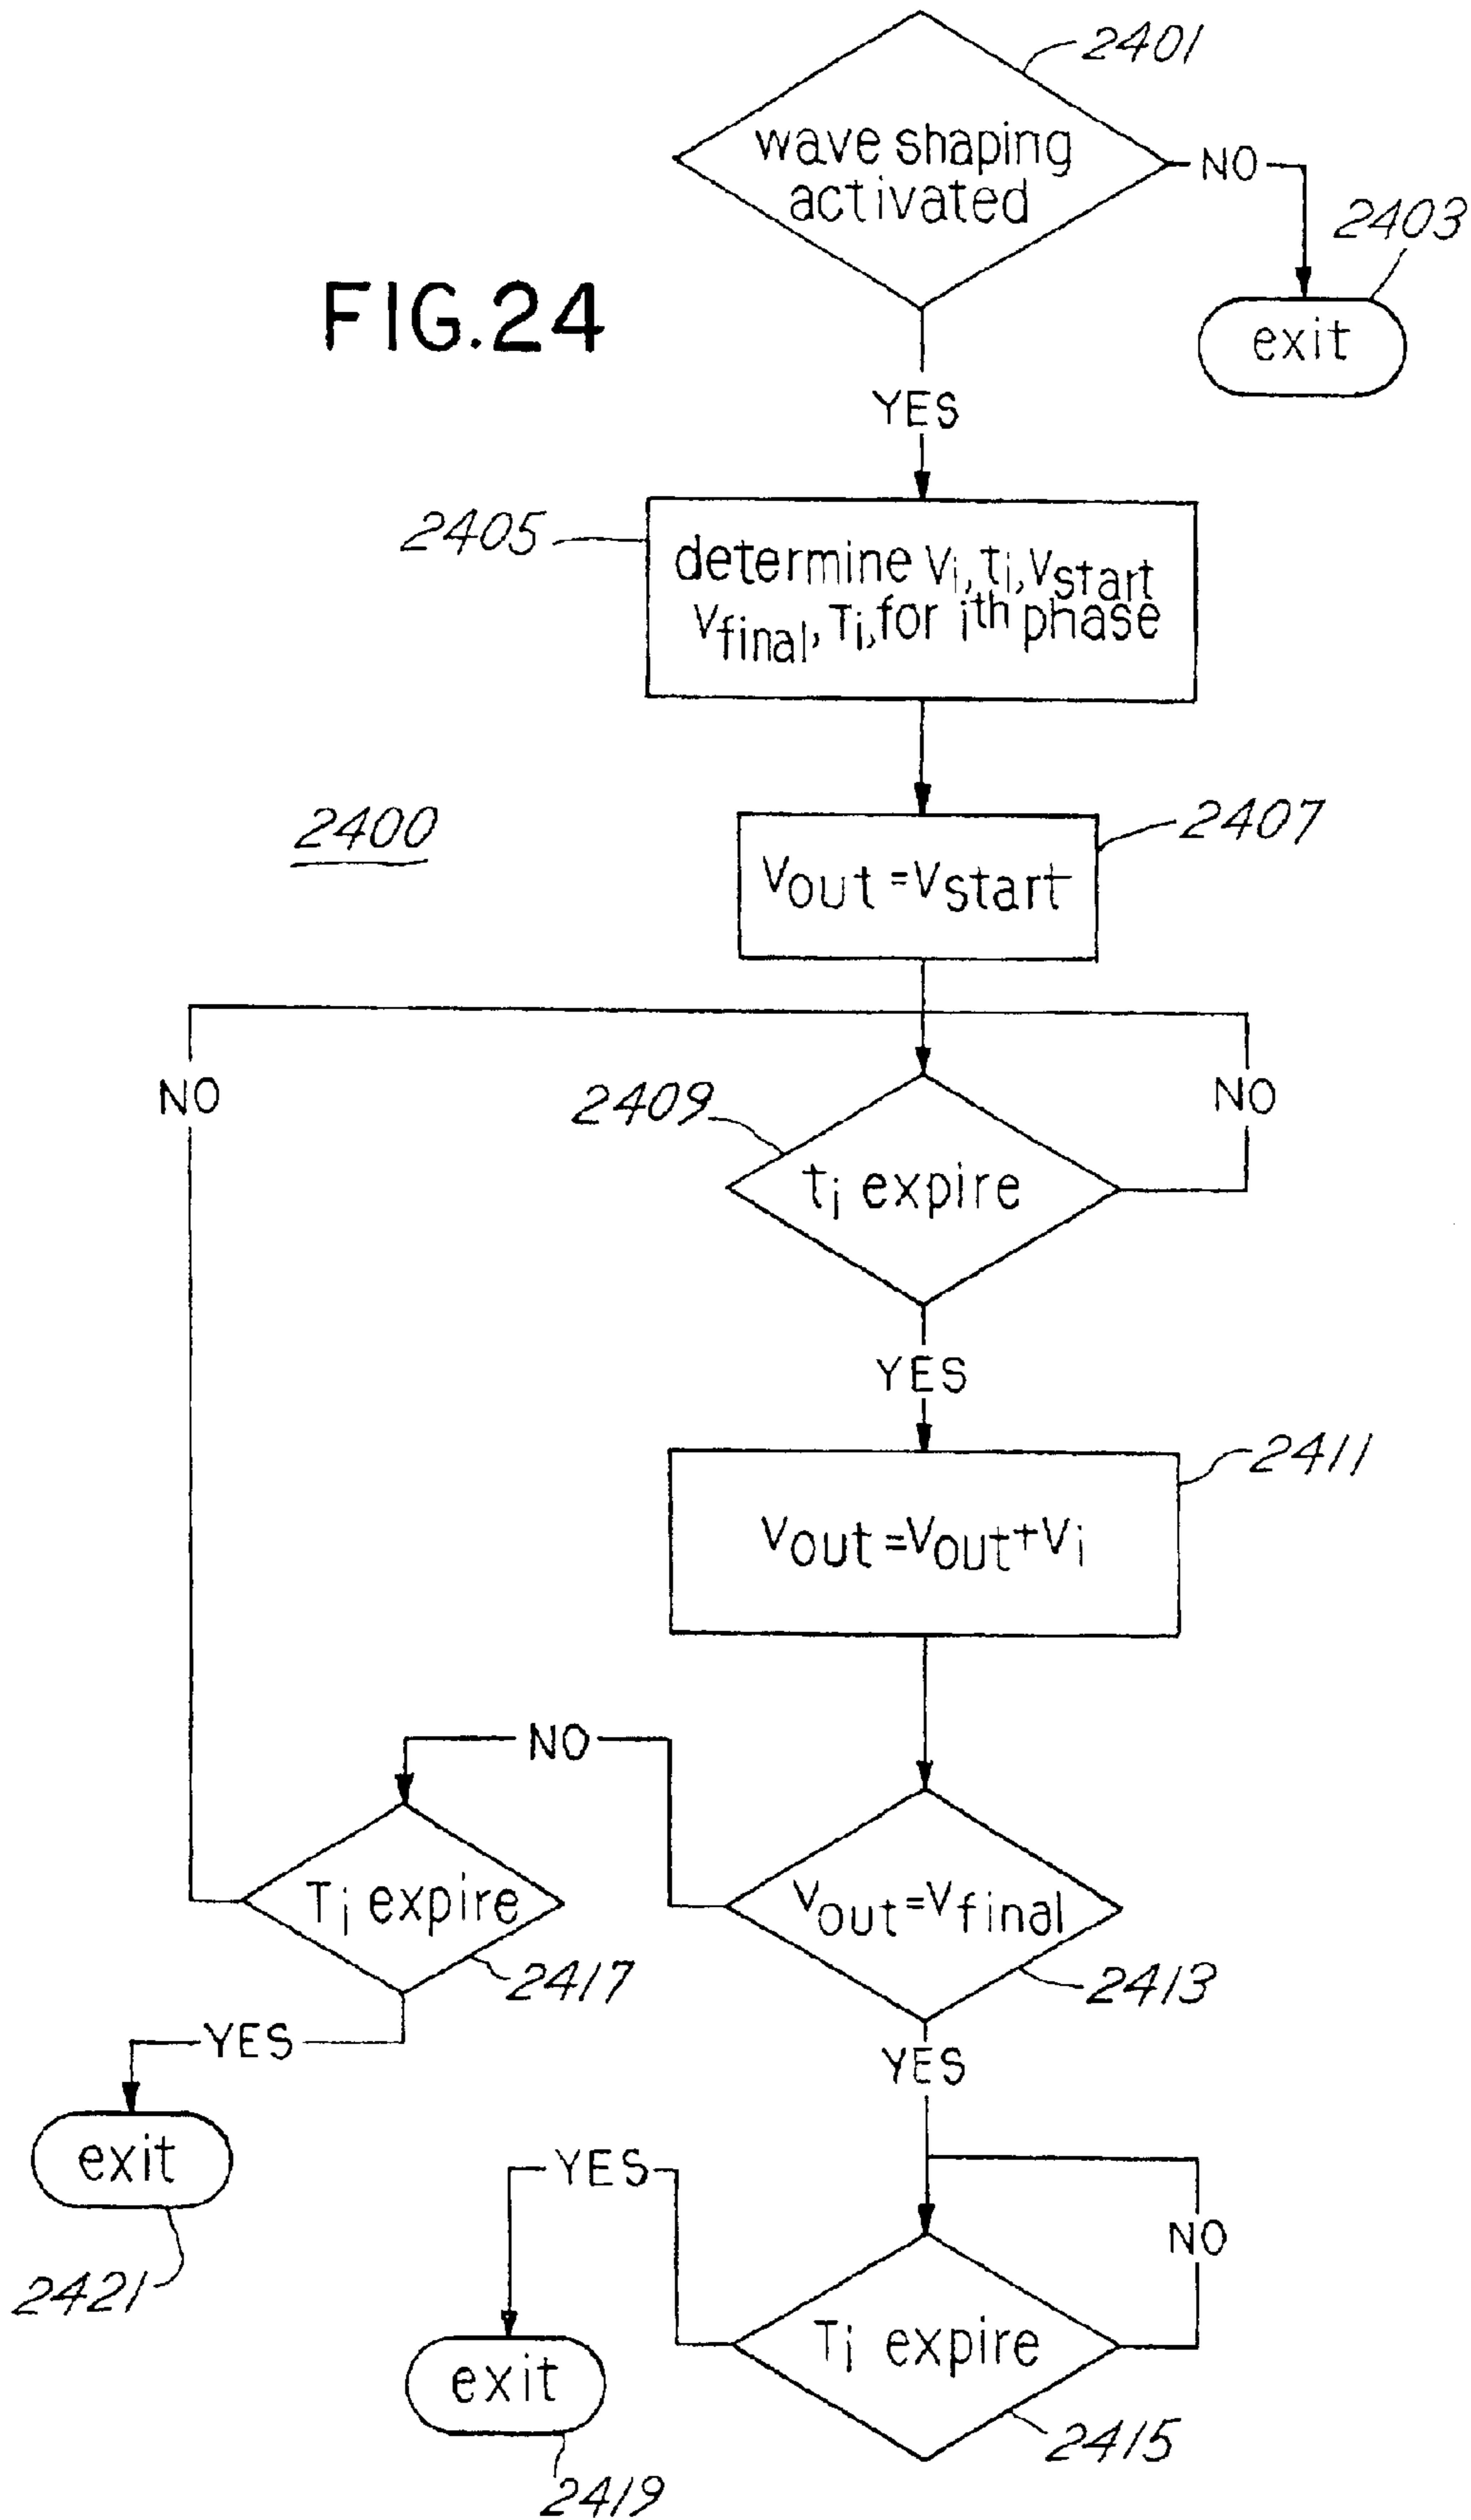 2401
wave shaping
activated
NO
2403
exit
FIG.24
YES
2405
determine Vi, ti, Vstart
Vfinal, Ti, for ith phase
2400
2407
Vout =Vstart
NO
NO
2409
ti expire
YES
2411
Vout =Vout+Vi
NO
Ti expire
Vout=Vfinal
2417
2413
YES
YES
exit
YES
NO
2421
Ti expire
exit
2415
2419